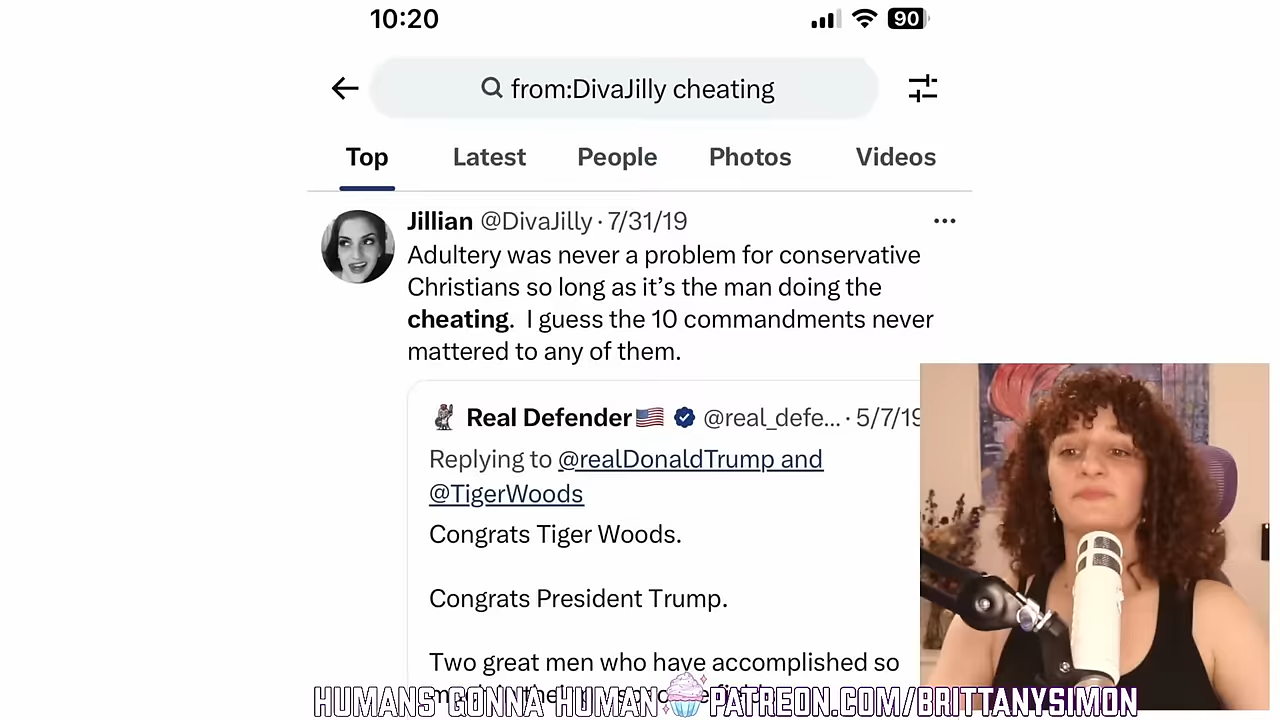 10:20
90
from:DivaJilly cheating
Top Latest People Photos Videos
Jillian @DivaJilly · 7/31/19
Adultery was never a problem for conservative
Christians so long as it’s the man doing the
cheating. I guess the 10 commandments never
mattered to any of them.
Real Defender @real_defe... · 5/7/19
Replying to @realDonaldTrump and
@TigerWoods
Congrats Tiger Woods.
Congrats President Trump.
Two great men who have accomplished so
HUMANS GONNA HUMAN PATREON.COM/BRITTANYSIMON